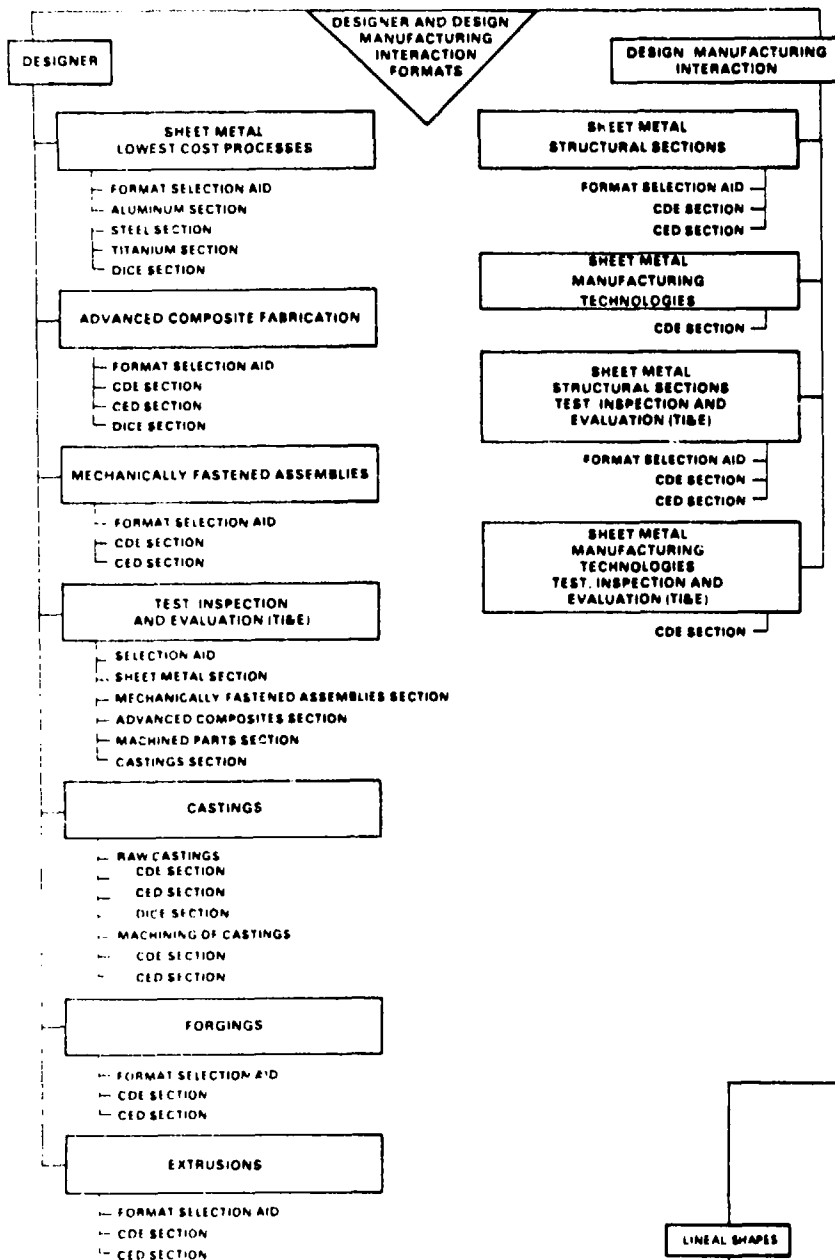 DESIGNER AND DESIGN
MANUFACTURING
INTERACTION
FORMATS
DESIGNER
SHEET METAL
LOWEST COST PROCESSES
FORMAT SELECTION AID
ALUMINUM SECTION
STEEL SECTION
TITANIUM SECTION
DICE SECTION
ADVANCED COMPOSITE FABRICATION
FORMAT SELECTION AID
CDE SECTION
CED SECTION
DICE SECTION
MECHANICALLY FASTENED ASSEMBLIES
FORMAT SELECTION AID
CDE SECTION
CED SECTION
TEST INSPECTION
AND EVALUATION (TI&E)
SELECTION AID
SHEET METAL SECTION
MECHANICALLY FASTENED ASSEMBLIES SECTION
ADVANCED COMPOSITES SECTION
MACHINED PARTS SECTION
CASTINGS SECTION
CASTINGS
RAW CASTINGS
CDE SECTION
CED SECTION
DICE SECTION
MACHINING OF CASTINGS
CDE SECTION
CED SECTION
FORGINGS
FORMAT SELECTION AID
CDE SECTION
CED SECTION
EXTRUSIONS
FORMAT SELECTION AID
CDE SECTION
CED SECTION
DESIGN MANUFACTURING
INTERACTION
SHEET METAL
STRUCTURAL SECTIONS
FORMAT SELECTION AID
CDE SECTION
CED SECTION
SHEET METAL
MANUFACTURING
TECHNOLOGIES
CDE SECTION
SHEET METAL
STRUCTURAL SECTIONS
TEST INSPECTION AND
EVALUATION (TI&E)
FORMAT SELECTION AID
CDE SECTION
CED SECTION
SHEET METAL
MANUFACTURING
TECHNOLOGIES
TEST, INSPECTION AND
EVALUATION (TI&E)
CDE SECTION
LINEAL SHAPES